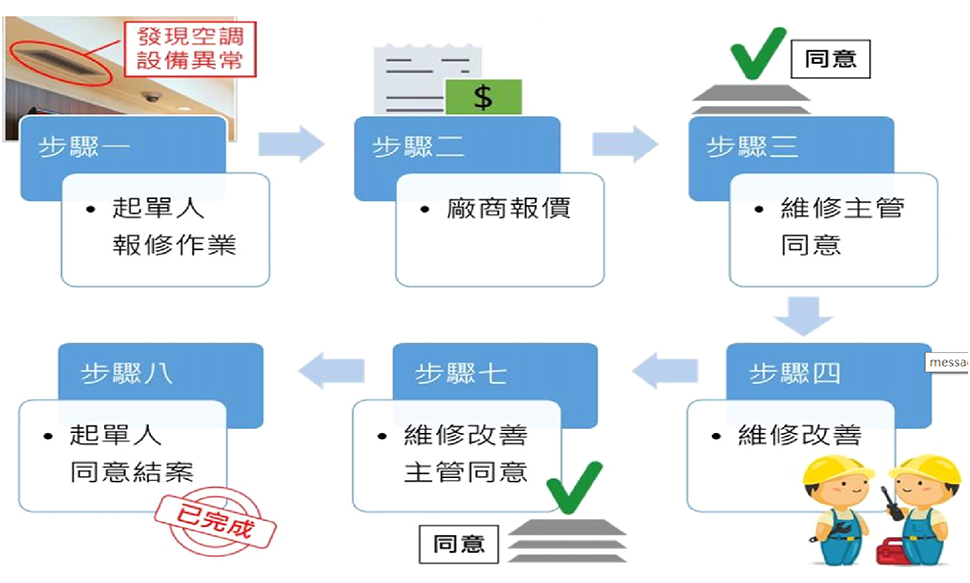 發現空調
設備異常
步驟一
起單人
報修作業
$
步驟二
廠商報價
同意
步驟三
維修主管
同意
步驟四
維修改善
步驟七
維修改善
主管同意
同意
步驟八
起單人
同意結案
已完成